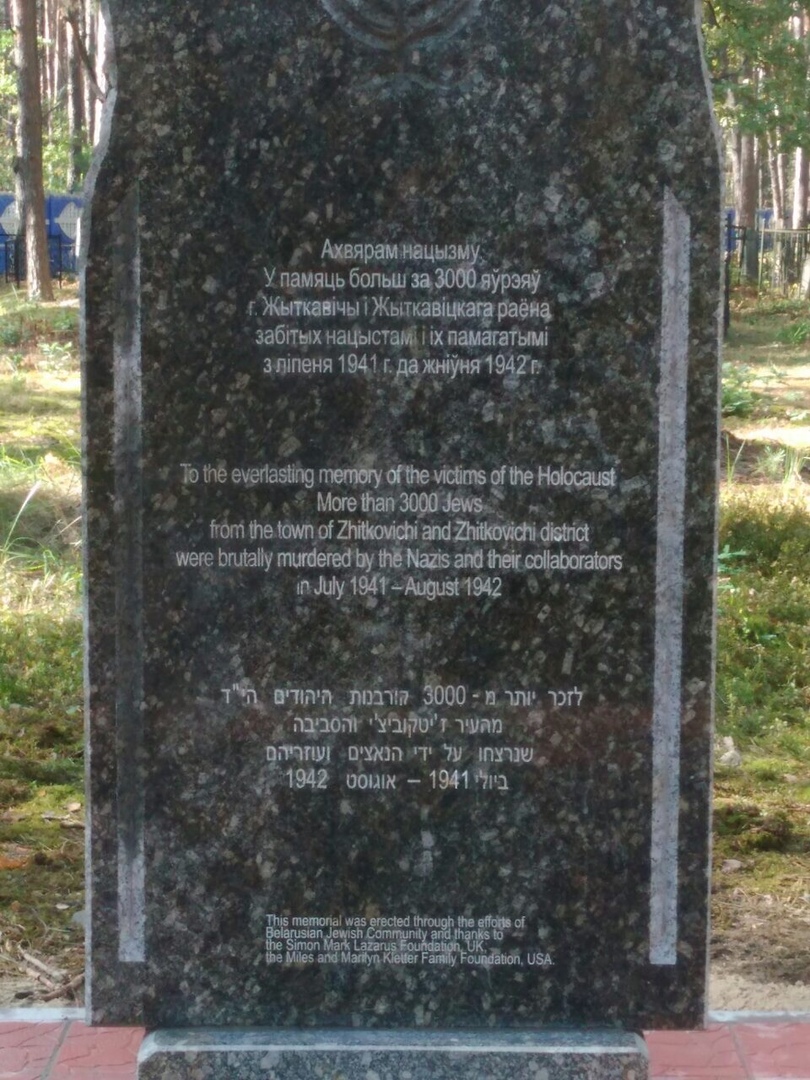 Ахвярам нацызму
У памяць больш за 3000 яўрэяў
г. Жыткавічы і Жыткавіцкага раёна
забітых нацыстамі і іх памагатымі
з ліпеня 1941 г. да жніўня 1942 г.
To the everlasting memory of the victims of the Holocaust
More than 3000 Jews
from the town of Zhitkovichi and Zhitkovichi district
were brutally murdered by the Nazis and their collaborators
in July 1941 – August 1942
לזכר יותר מ - 3000 קורבנות היהודים הי"ד
מהעיר ז'יטקוביצ'י והסביבה
שנרצחו על ידי הנאצים ועוזריהם
ביולי 1941 – אוגוסט 1942
This memorial was erected through the efforts of
Belarusian Jewish Community and thanks to
the Simon Mark Lazarus Foundation, UK,
the Miles and Marilyn Kletter Family Foundation, USA.